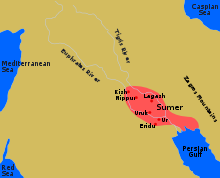 Caspian
Sea
Tigris River
Euphrates River
Mediterranean
Sea
Zagros Mountains
Kish
Nippur
Lagash
Sumer
Uruk
Ur
Eridu
Persian
Gulf
Red
Sea